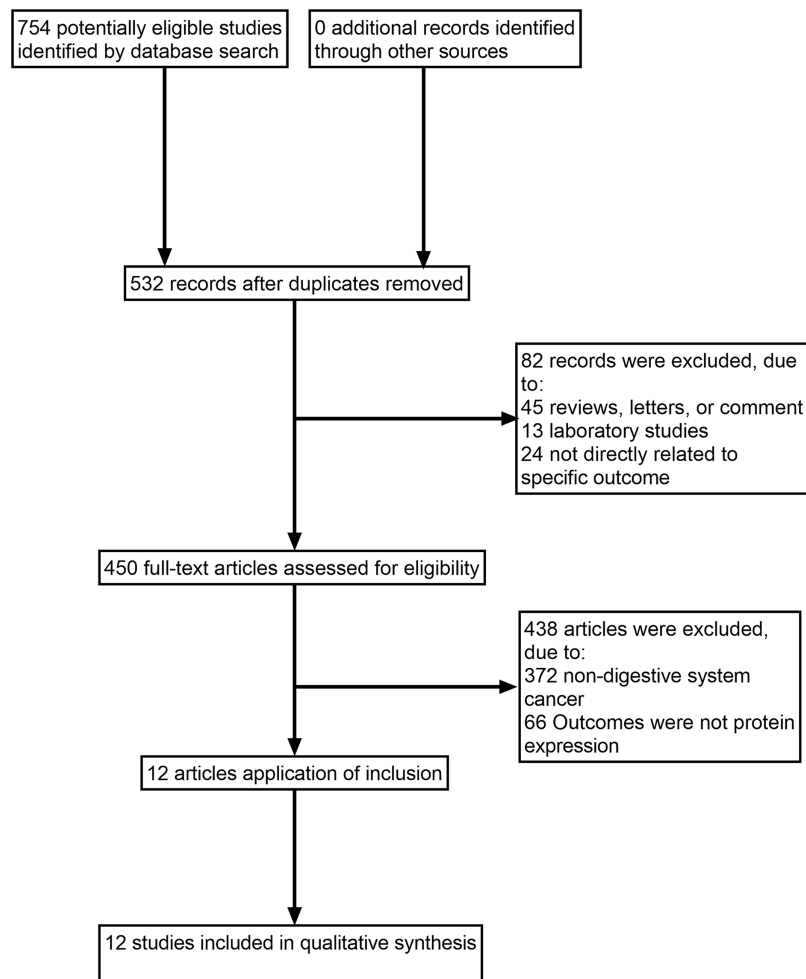 754 potentially eligible studies
identified by database search
0 additional records identified
through other sources
532 records after duplicates removed
82 records were excluded, due
to:
45 reviews, letters, or comment
13 laboratory studies
24 not directly related to
specific outcome
450 full-text articles assessed for eligibility
438 articles were excluded,
due to:
372 non-digestive system
cancer
66 Outcomes were not protein
expression
12 articles application of inclusion
12 studies included in qualitative synthesis